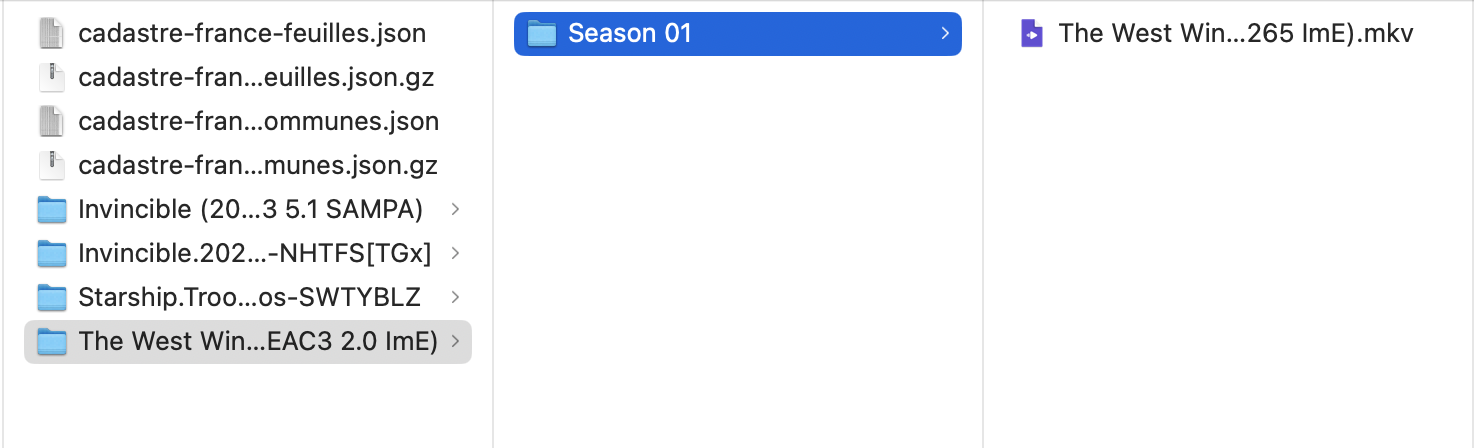 cadastre-france-feuilles.json
cadastre-fran...euilles.json.gz
cadastre-fran...ommunes.json
cadastre-fran...munes.json.gz
Invincible (20...3 5.1 SAMPA)
Invincible.202...-NHTFS[TGx]
Starship.Troo...os-SWTYBLZ
The West Win...EAC3 2.0 ImE)
Season 01
The West Win...265 ImE).mkv